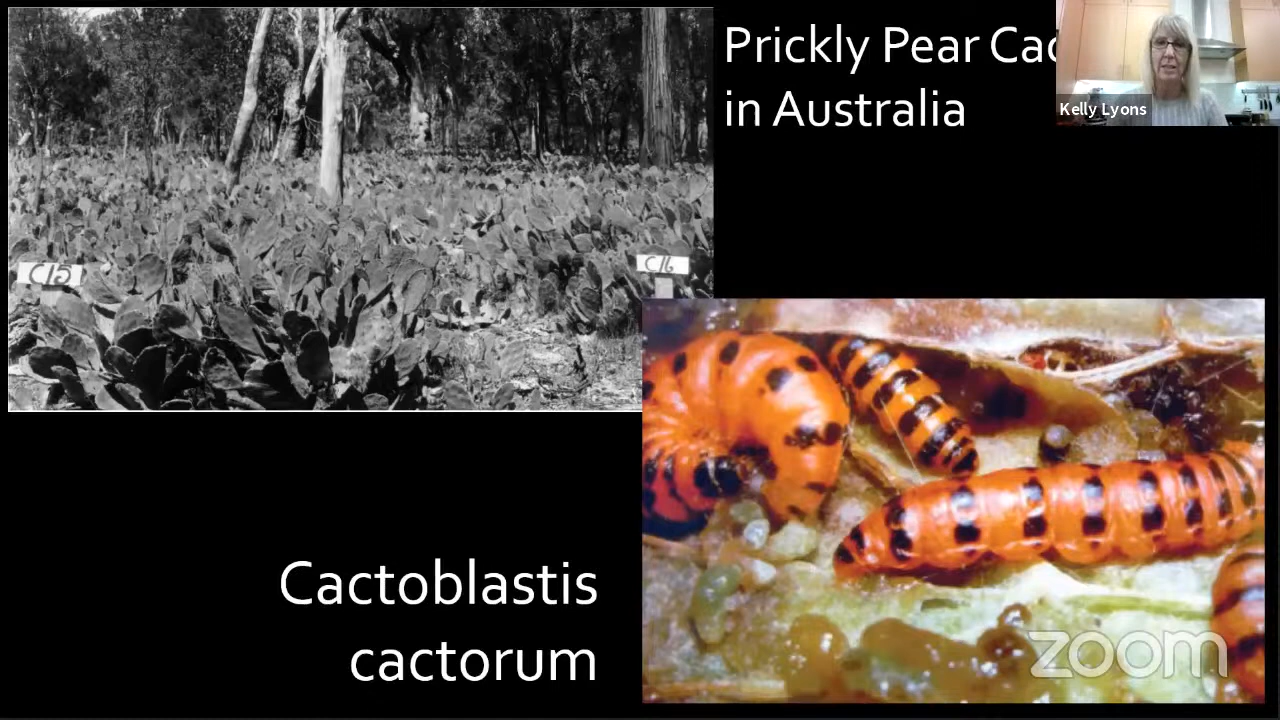 Prickly Pear Cac
in Australia
Kelly Lyons
C15
C16
Cactoblastis
cactorum
zoom